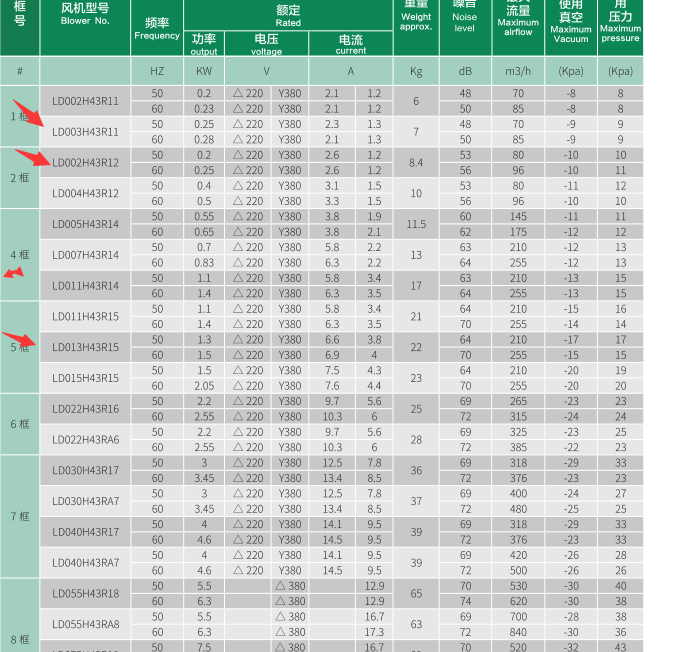 框号 风机型号 Blower No. 频率 Frequency 额定 Rated 重量 Weight approx. 噪音 Noise level 流量 Maximum airflow 使用真空 Maximum Vacuum 用压力 Maximum pressure
功率 output 电压 voltage 电流 current
# HZ KW V A Kg dB m3/h (Kpa) (Kpa)
1 框 LD002H43R11 50 0.2 △ 220 Y380 2.1 1.2 6 48 70 -8 8
60 0.23 △ 220 Y380 2.1 1.2 50 85 -8 8
LD003H43R11 50 0.25 △ 220 Y380 2.3 1.3 7 48 70 -9 9
60 0.28 △ 220 Y380 2.1 1.3 50 85 -9 9
2 框 LD002H43R12 50 0.2 △ 220 Y380 2.6 1.2 8.4 53 80 -10 10
60 0.25 △ 220 Y380 2.6 1.2 56 96 -10 11
LD004H43R12 50 0.4 △ 220 Y380 3.1 1.5 10 53 80 -11 12
60 0.5 △ 220 Y380 3.3 1.5 56 96 -10 10
4 框 LD005H43R14 50 0.55 △ 220 Y380 3.8 1.9 11.5 60 145 -11 11
60 0.65 △ 220 Y380 3.8 2.1 62 175 -12 12
LD007H43R14 50 0.7 △ 220 Y380 5.8 2.2 13 63 210 -12 13
60 0.83 △ 220 Y380 6.3 2.2 64 255 -12 13
LD011H43R14 50 1.1 △ 220 Y380 5.8 3.4 17 63 210 -13 15
60 1.4 △ 220 Y380 6.3 3.5 64 255 -13 15
5 框 LD011H43R15 50 1.1 △ 220 Y380 5.8 3.4 21 64 210 -15 16
60 1.4 △ 220 Y380 6.3 3.5 70 255 -14 14
LD013H43R15 50 1.3 △ 220 Y380 6.6 3.8 22 64 210 -17 17
60 1.5 △ 220 Y380 6.9 4 70 255 -15 15
LD015H43R15 50 1.5 △ 220 Y380 7.5 4.3 23 64 210 -20 19
60 2.05 △ 220 Y380 7.6 4.4 70 255 -20 20
6 框 LD022H43R16 50 2.2 △ 220 Y380 9.7 5.6 25 69 265 -23 23
60 2.55 △ 220 Y380 10.3 6 72 315 -24 24
LD022H43RA6 50 2.2 △ 220 Y380 9.7 5.6 28 69 325 -23 25
60 2.55 △ 220 Y380 10.3 6 72 385 -22 23
7 框 LD030H43R17 50 3 △ 220 Y380 12.5 7.8 36 69 318 -29 33
60 3.45 △ 220 Y380 13.4 8.5 72 376 -23 23
LD030H43RA7 50 3 △ 220 Y380 12.5 7.8 37 69 400 -24 27
60 3.45 △ 220 Y380 13.4 8.5 72 480 -25 25
LD040H43R17 50 4 △ 220 Y380 14.1 9.5 39 69 318 -29 33
60 4.6 △ 220 Y380 14.5 9.5 72 376 -23 33
LD040H43RA7 50 4 △ 220 Y380 14.1 9.5 39 69 420 -26 28
60 4.6 △ 220 Y380 14.5 9.5 72 500 -26 26
8 框 LD055H43R18 50 5.5 △ 380 12.9 65 70 530 -30 40
60 6.3 △ 380 12.9 74 620 -30 38
LD055H43RA8 50 5.5 △ 380 16.7 63 69 700 -28 38
60 6.3 △ 380 17.3 72 840 -30 36
50 7.5 △ 380 16.7 70 520 -32 43